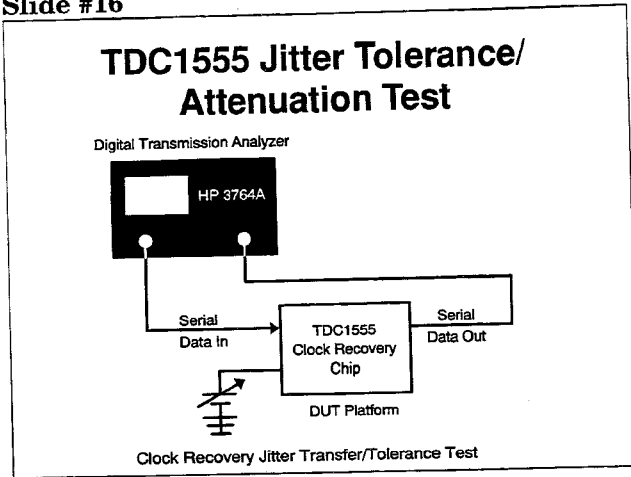 Slide #16
TDC1555 Jitter Tolerance/
Attenuation Test
Digital Transmission Analyzer
HP 3764A
Serial
Data In
TDC1555
Clock Recovery
Chip
Serial
Data Out
DUT Platform
Clock Recovery Jitter Transfer/Tolerance Test